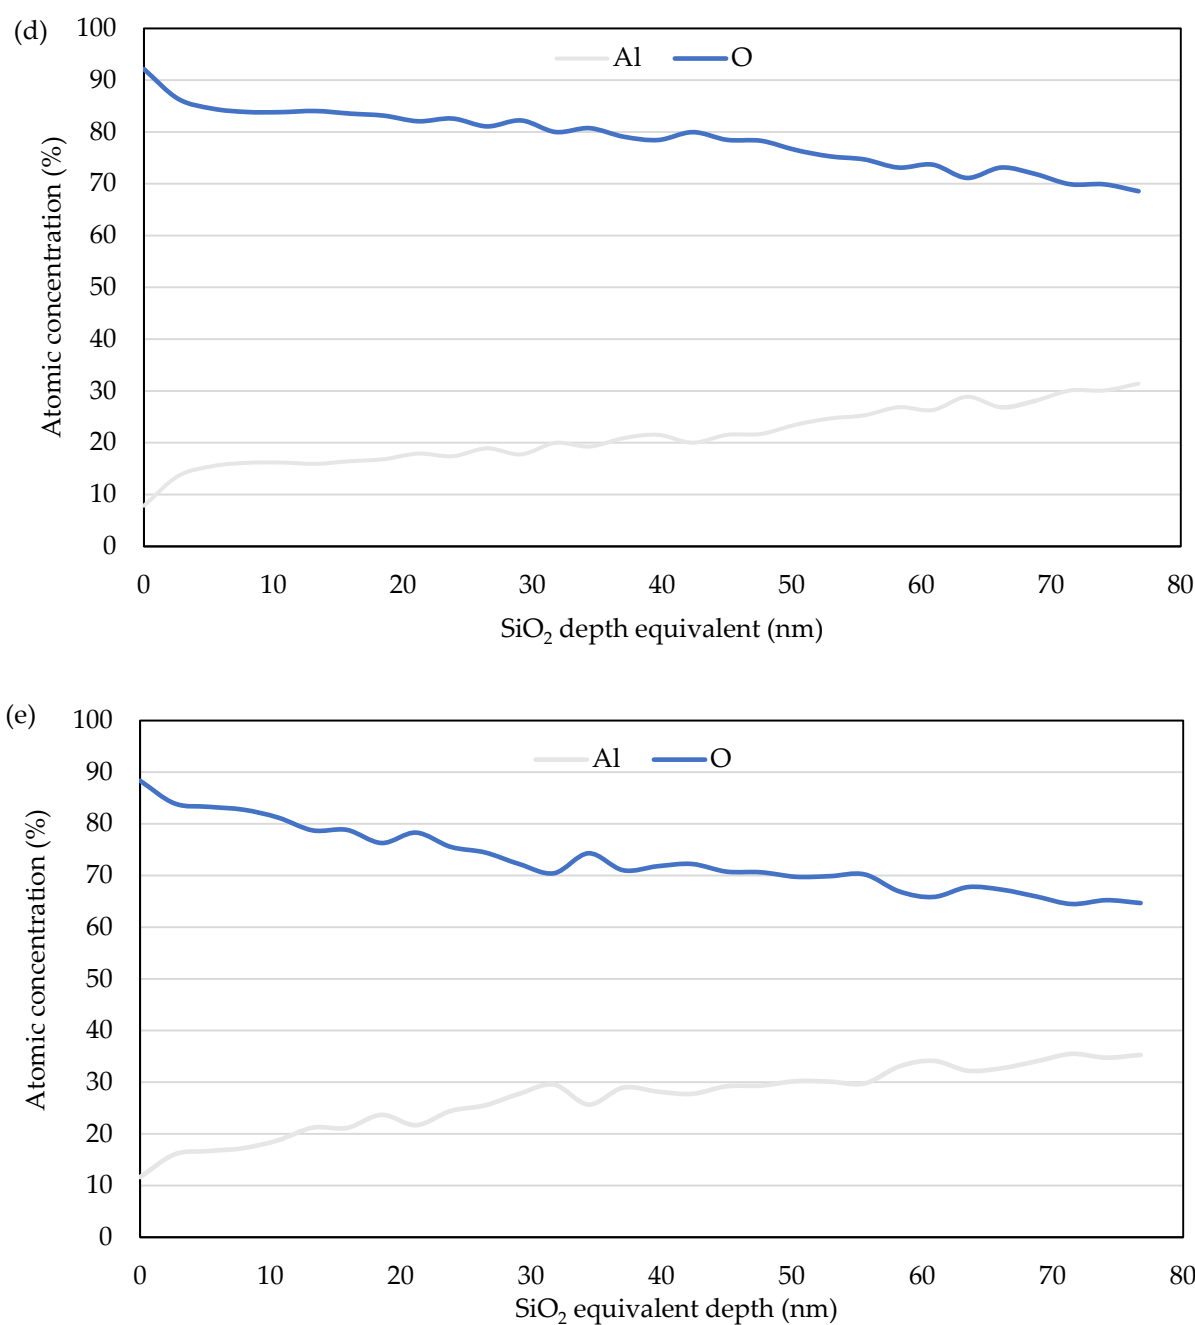 (d)
Al O
Atomic concentration (%)
100
90
80
70
60
50
40
30
20
10
0
0 10 20 30 40 50 60 70 80
SiO₂ depth equivalent (nm)
(e)
Al O
Atomic concentration (%)
100
90
80
70
60
50
40
30
20
10
0
0 10 20 30 40 50 60 70 80
SiO₂ equivalent depth (nm)